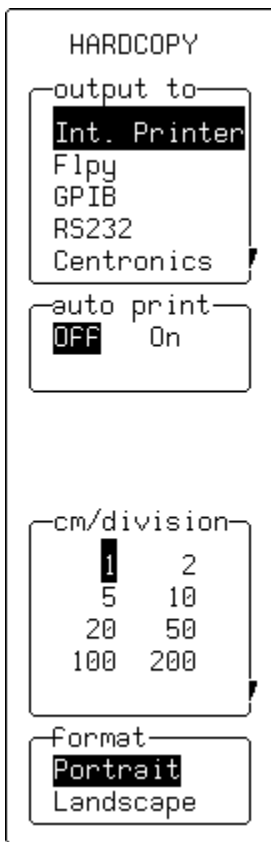 HARDCOPY
output to
Int. Printer
Flpy
GPIB
RS232
Centronics
auto print
OFF On
cm/division
1 2
5 10
20 50
100 200
format
Portrait
Landscape